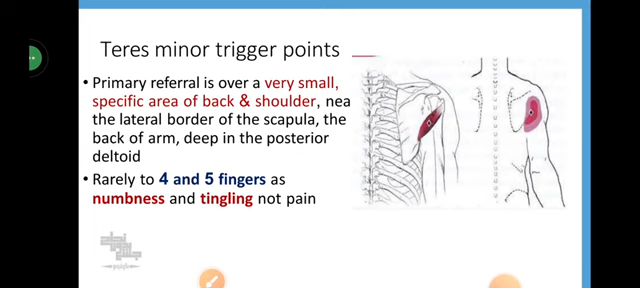 Teres minor trigger points
• Primary referral is over a very small,
specific area of back & shoulder, nea
the lateral border of the scapula, the
back of arm, deep in the posterior
deltoid
• Rarely to 4 and 5 fingers as
numbness and tingling not pain